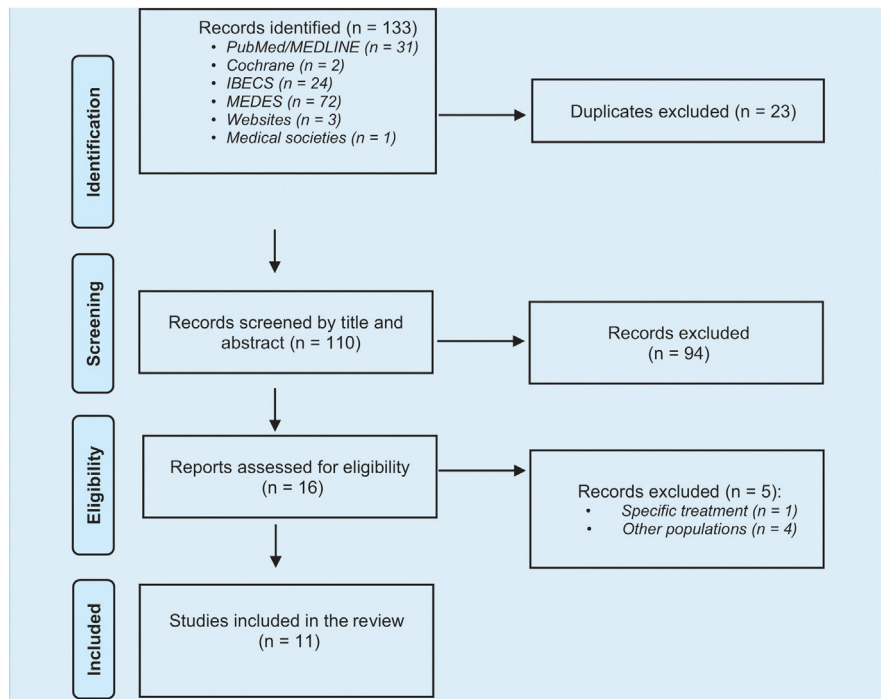 Identification
Records identified (n = 133)
• PubMed/MEDLINE (n = 31)
• Cochrane (n = 2)
• IBECS (n = 24)
• MEDES (n = 72)
• Websites (n = 3)
• Medical societies (n = 1)
Duplicates excluded (n = 23)
Screening
Records screened by title and
abstract (n = 110)
Records excluded
(n = 94)
Eligibility
Reports assessed for eligibility
(n = 16)
Records excluded (n = 5):
• Specific treatment (n = 1)
• Other populations (n = 4)
Included
Studies included in the review
(n = 11)